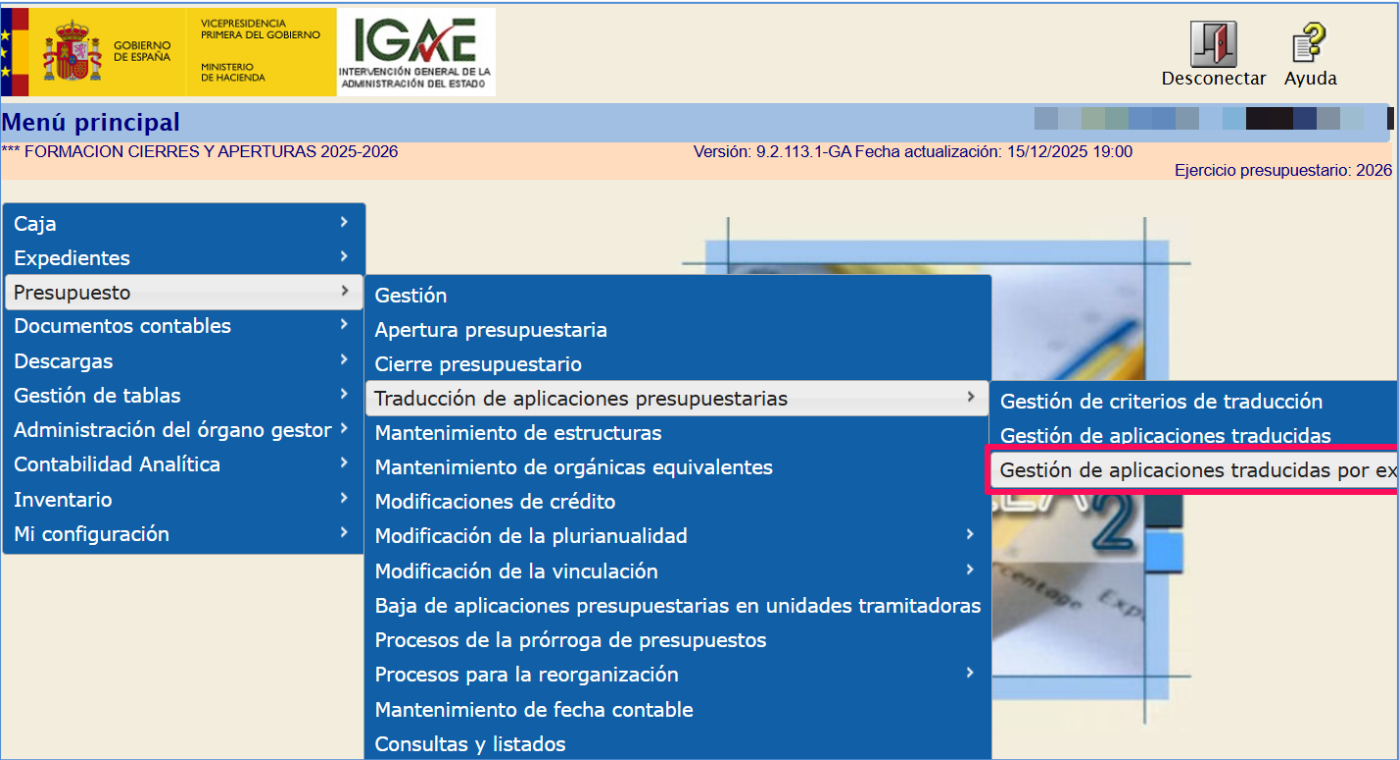 GOBIERNO
DE ESPAÑA
VICEPRESIDENCIA
PRIMERA DEL GOBIERNO
MINISTERIO
DE HACIENDA
IGAE
INTERVENCIÓN GENERAL DE LA
ADMINISTRACIÓN DEL ESTADO
Desconectar Ayuda
Menú principal
*** FORMACION CIERRES Y APERTURAS 2025-2026 Versión: 9.2.113.1-GA Fecha actualización: 15/12/2025 19:00
Ejercicio presupuestario: 2026
Caja
Expedientes
Presupuesto
Documentos contables
Descargas
Gestión de tablas
Administración del órgano gestor
Contabilidad Analítica
Inventario
Mi configuración
Gestión
Apertura presupuestaria
Cierre presupuestario
Traducción de aplicaciones presupuestarias
Mantenimiento de estructuras
Mantenimiento de orgánicas equivalentes
Modificaciones de crédito
Modificación de la plurianualidad
Modificación de la vinculación
Baja de aplicaciones presupuestarias en unidades tramitadoras
Procesos de la prórroga de presupuestos
Procesos para la reorganización
Mantenimiento de fecha contable
Consultas y listados
Gestión de criterios de traducción
Gestión de aplicaciones traducidas
Gestión de aplicaciones traducidas por ex
2